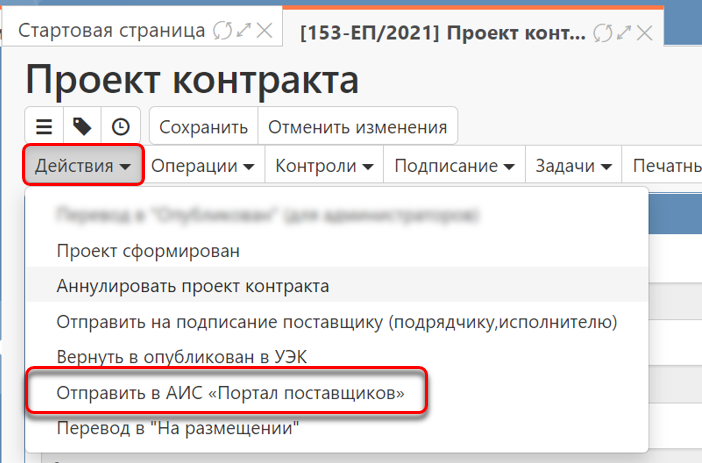 Стартовая страница
[153-ЕП/2021] Проект конт...
Проект контракта
Сохранить Отменить изменения
Действия Операции Контроли Подписание Задачи Печатны
Перевод в "Опубликован" (для администраторов)
Проект сформирован
Аннулировать проект контракта
Отправить на подписание поставщику (подрядчику,исполнителю)
Вернуть в опубликован в УЭК
Отправить в АИС «Портал поставщиков»
Перевод в "На размещении"